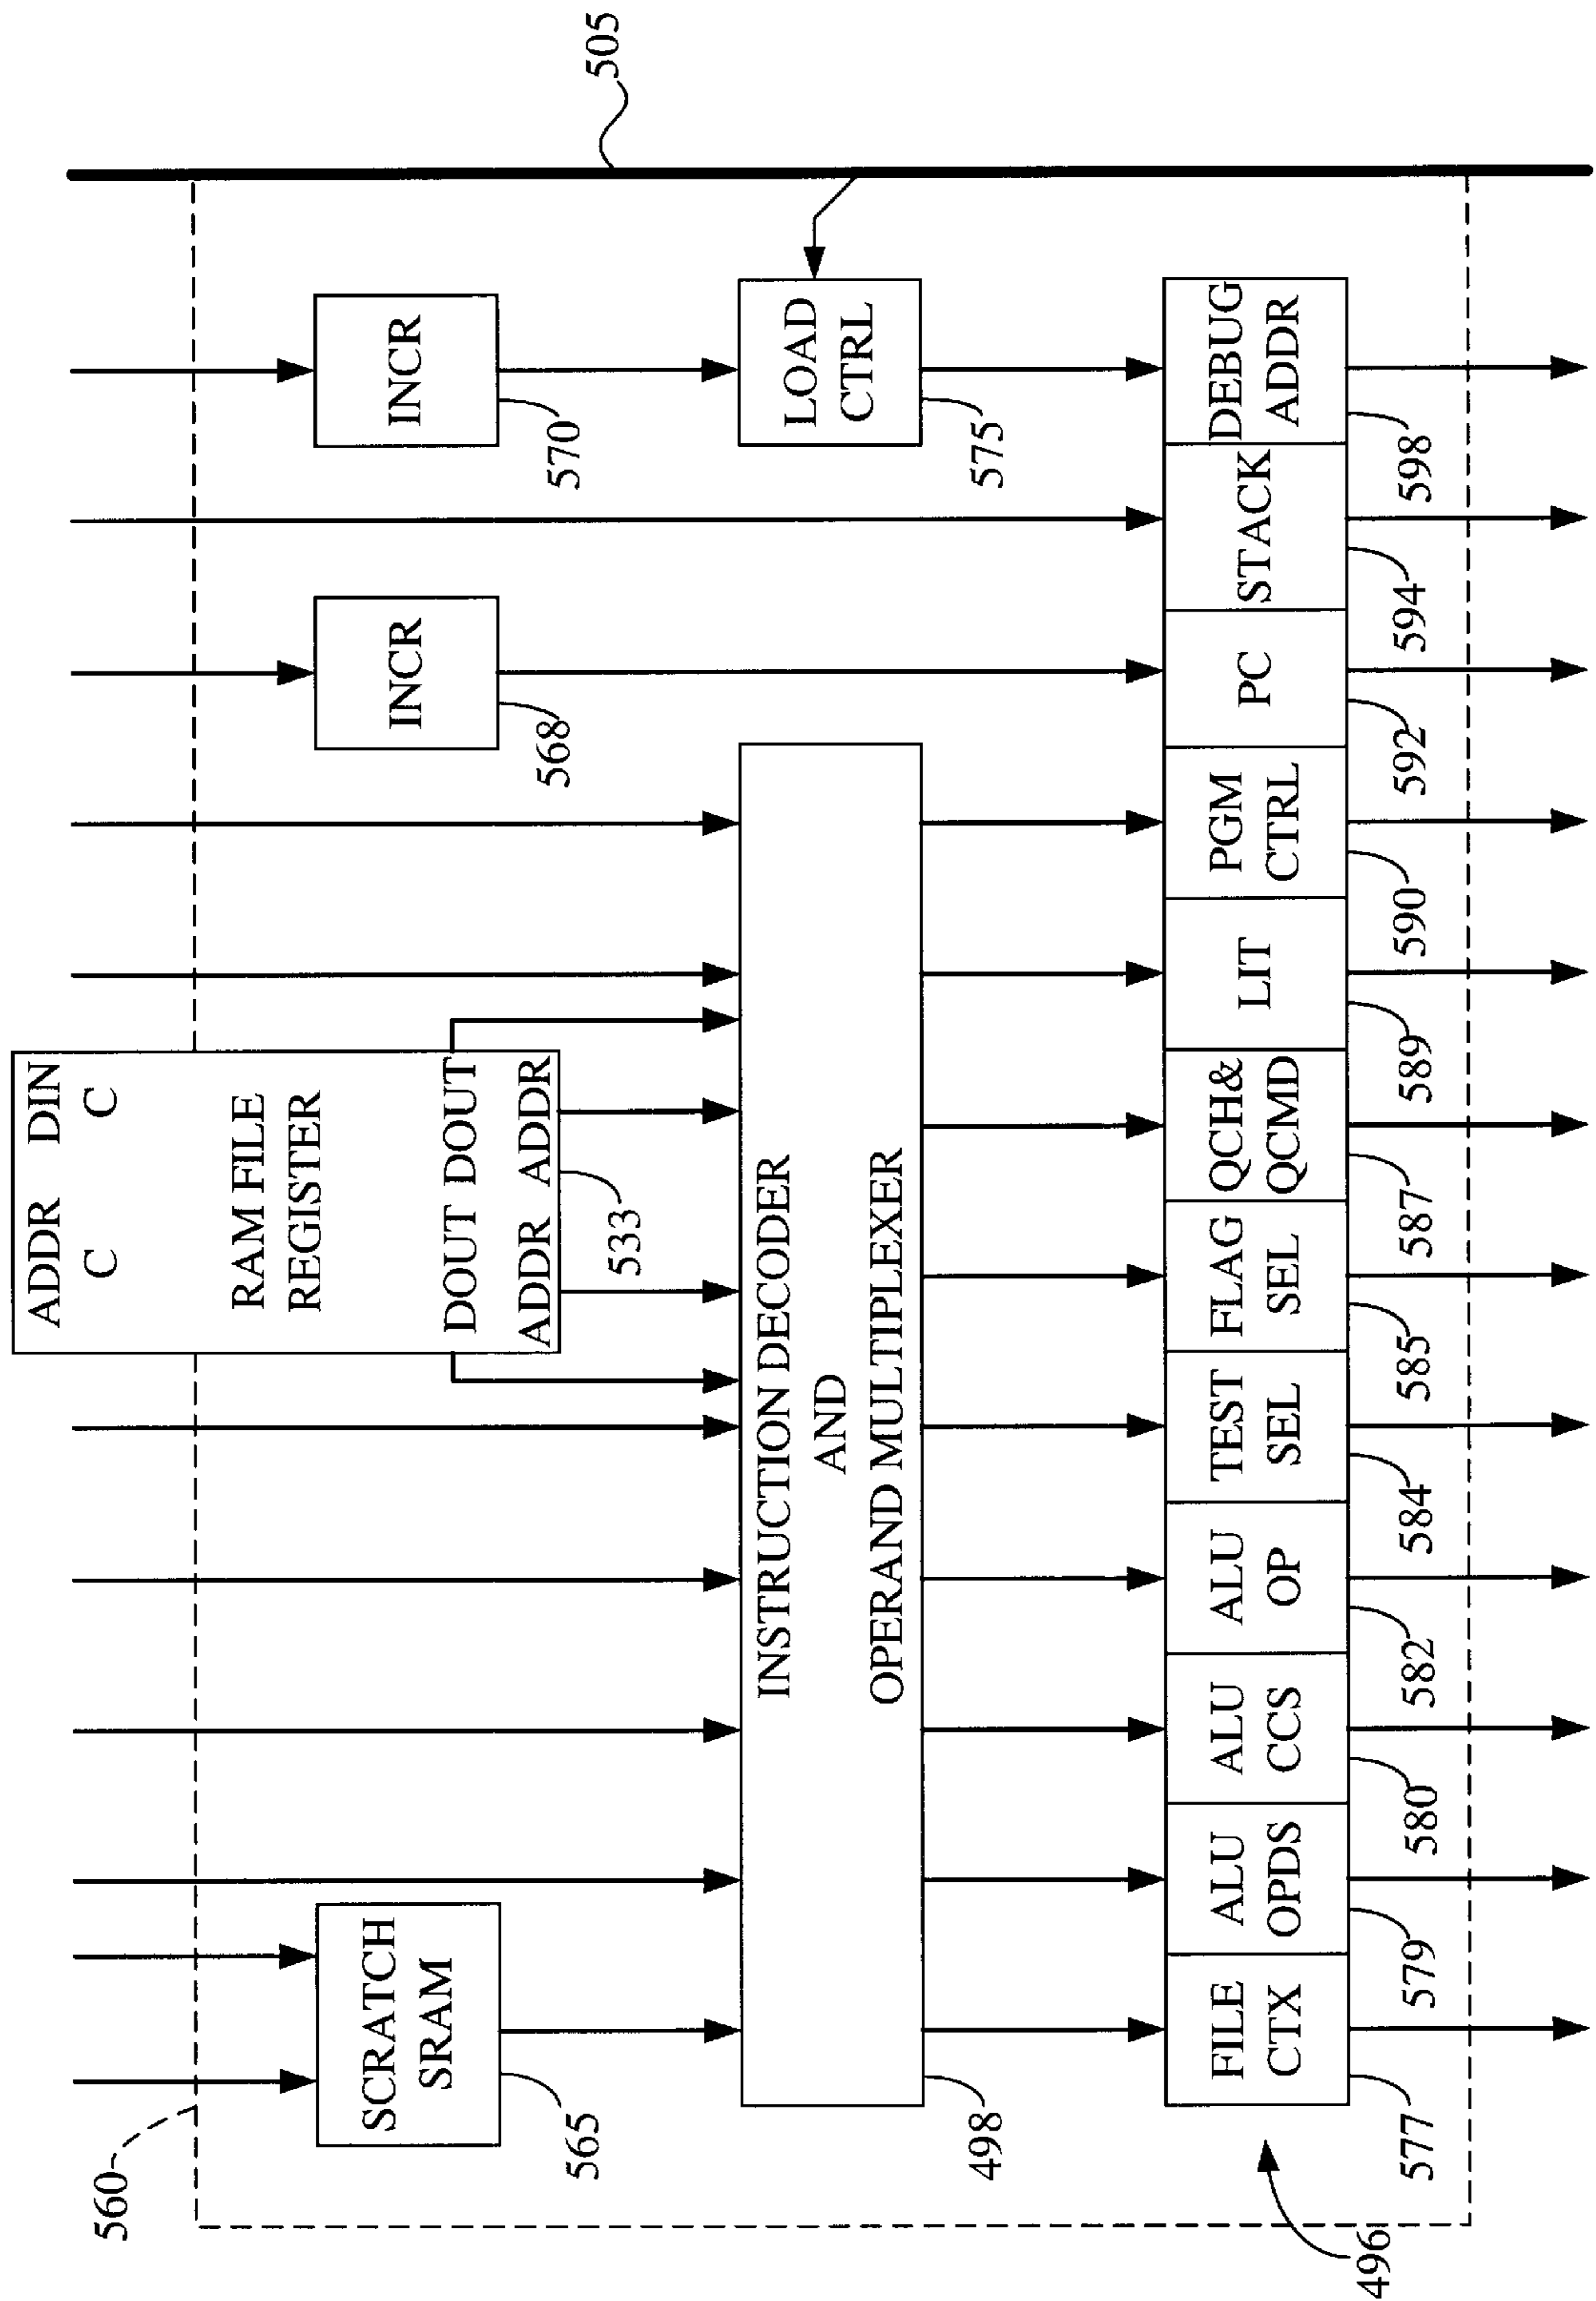 560
SCRATCH
SRAM
565
ADDR DIN
C C
RAM FILE
REGISTER
DOUT DOUT
ADDR ADDR
533
INCR
568
INCR
570
505
INSTRUCTION DECODER
AND
OPERAND MULTIPLEXER
498
LOAD
CTRL
575
496
FILE
CTX
577
ALU
OPDS
579
ALU
CCS
580
ALU
OP
582
TEST
SEL
584
FLAG
SEL
585
QCH&
QCMD
587
LIT
589
PGM
CTRL
590
PC
592
STACK
594
DEBUG
ADDR
598